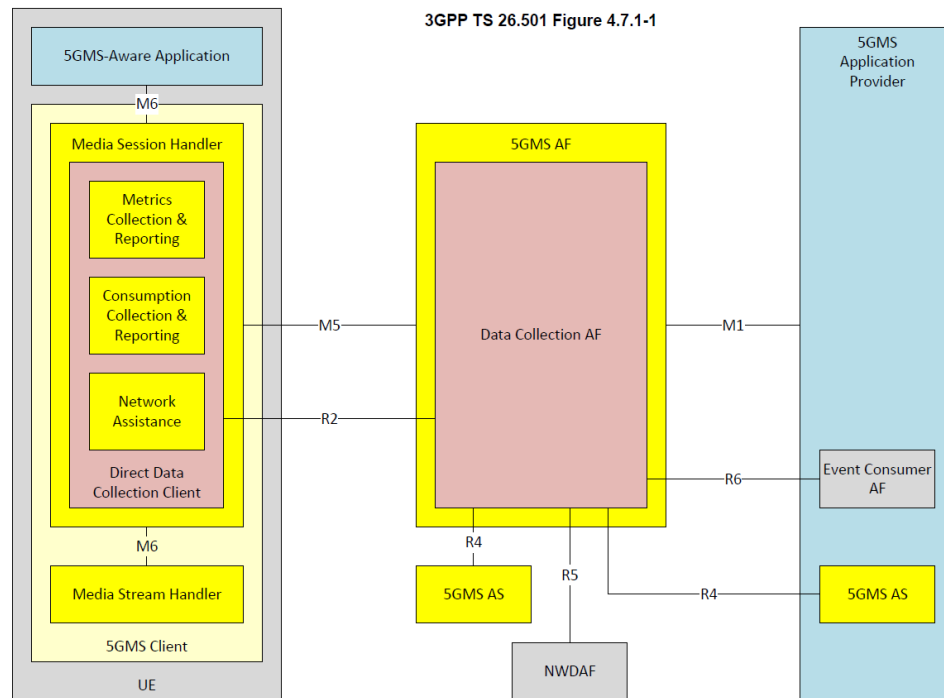 3GPP TS 26.501 Figure 4.7.1-1
5GMS-Aware Application
M6
Media Session Handler
Metrics
Collection &
Reporting
Consumption
Collection &
Reporting
Network
Assistance
Direct Data
Collection Client
M6
Media Stream Handler
5GMS Client
UE
M5
R2
5GMS AF
Data Collection AF
R4
5GMS AS
R5
NWDAF
M1
R6
R4
5GMS
Application
Provider
Event Consumer
AF
5GMS AS